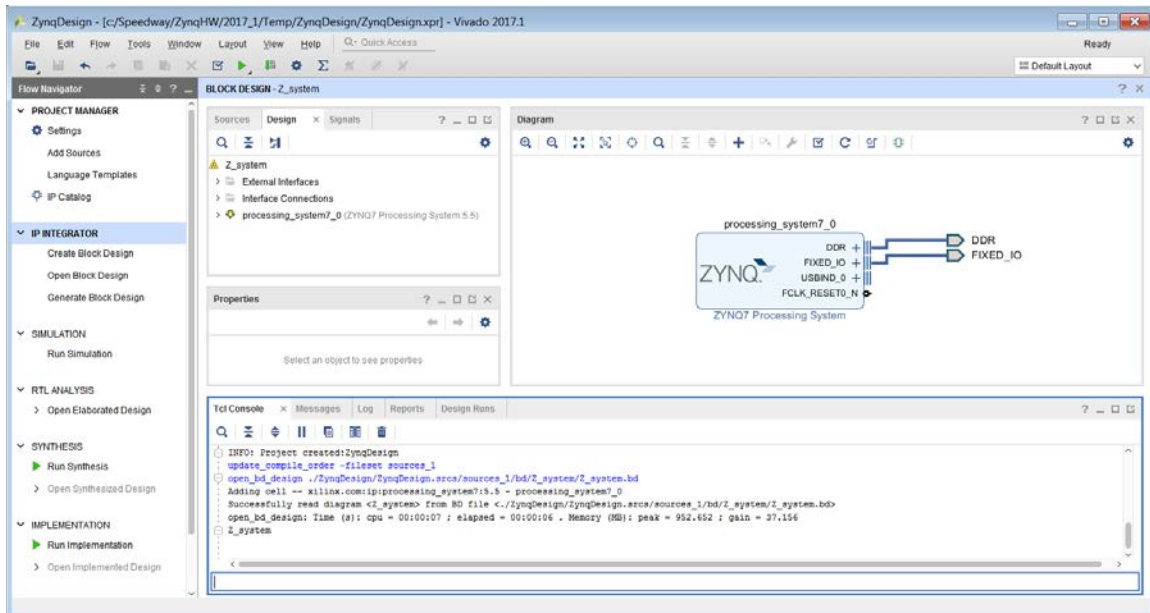 ZynqDesign - [c:/Speedway/ZynqHW/2017_1/Temp/ZynqDesign/ZynqDesign.xpr] - Vivado 2017.1
File Edit Flow Tools Window Layout View Help Quick Access Ready
Default Layout
Flow Navigator
PROJECT MANAGER
Settings
Add Sources
Language Templates
IP Catalog
IP INTEGRATOR
Create Block Design
Open Block Design
Generate Block Design
SIMULATION
Run Simulation
RTL ANALYSIS
Open Elaborated Design
SYNTHESIS
Run Synthesis
Open Synthesized Design
IMPLEMENTATION
Run Implementation
Open Implemented Design
BLOCK DESIGN - Z_system
Sources Design Signals
Z_system
External Interfaces
Interface Connections
processing_system7_0 (ZYNQ7 Processing System:5.5)
Properties
Select an object to see properties
Diagram
processing_system7_0
DDR
FIXED_IO
USBIND_0
FCLK_RESET0_N
ZYNQ
ZYNQ7 Processing System
DDR
FIXED_IO
Tcl Console Messages Log Reports Design Runs
INFO: Project created:ZynqDesign
update_compile_order -fileset sources_1
open_bd_design ./ZynqDesign/ZynqDesign.srcs/sources_1/bd/Z_system/Z_system.bd
Adding cell -- xilinx.com:ip:processing_system7:5.5 - processing_system7_0
Successfully read diagram <Z_system> from BD file <./ZynqDesign/ZynqDesign.srcs/sources_1/bd/Z_system/Z_system.bd>
open_bd_design: Time (s): cpu = 00:00:07 ; elapsed = 00:00:06 . Memory (MB): peak = 952.652 ; gain = 37.156
Z_system